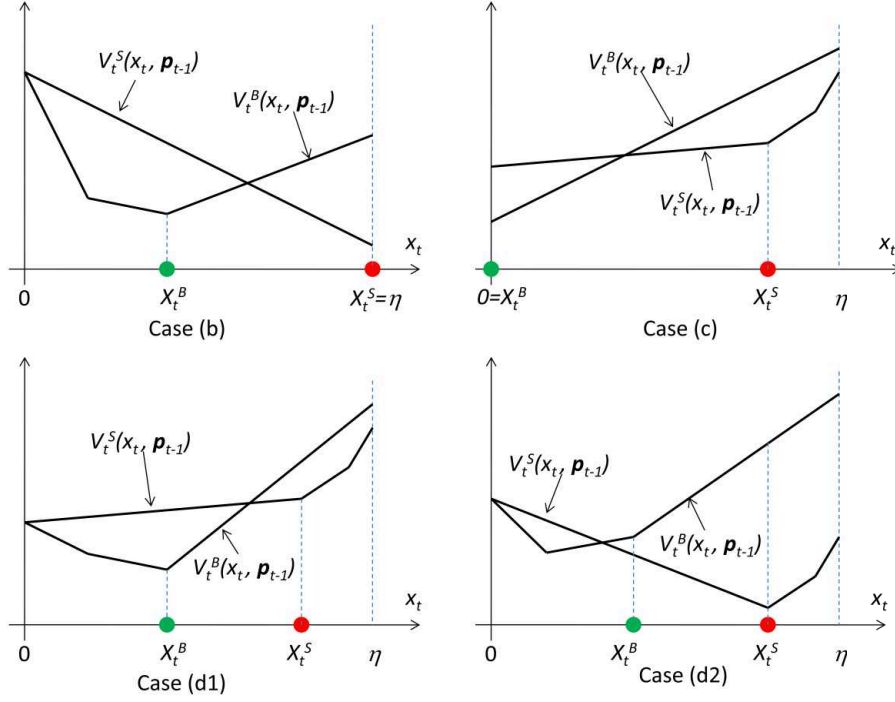 V_t^S(x_t, p_{t-1})
V_t^B(x_t, p_{t-1})
x_t
0 X_t^B X_t^S=η
Case (b)
V_t^B(x_t, p_{t-1})
V_t^S(x_t, p_{t-1})
x_t
0=X_t^B X_t^S η
Case (c)
V_t^S(x_t, p_{t-1})
V_t^B(x_t, p_{t-1})
x_t
0 X_t^B X_t^S η
Case (d1)
V_t^S(x_t, p_{t-1})
V_t^B(x_t, p_{t-1})
x_t
0 X_t^B X_t^S η
Case (d2)